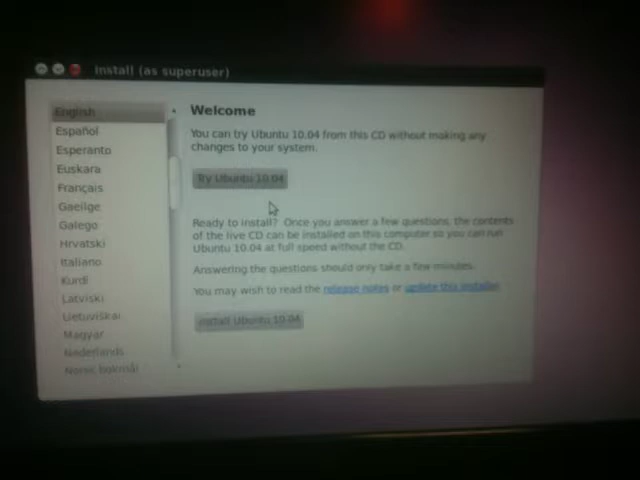 Install (as superuser)
English
Español
Esperanto
Euskara
Français
Gaeilge
Galego
Hrvatski
Italiano
Kurdî
Latviski
Lietuviškai
Magyar
Nederlands
Norsk bokmål
Welcome
You can try Ubuntu 10.04 from this CD without making any
changes to your system.
Try Ubuntu 10.04
Ready to install? Once you answer a few questions, the contents
of the live CD can be installed on this computer so you can run
Ubuntu 10.04 at full speed without the CD.
Answering the questions should only take a few minutes.
You may wish to read the release notes or update this installer.
Install Ubuntu 10.04